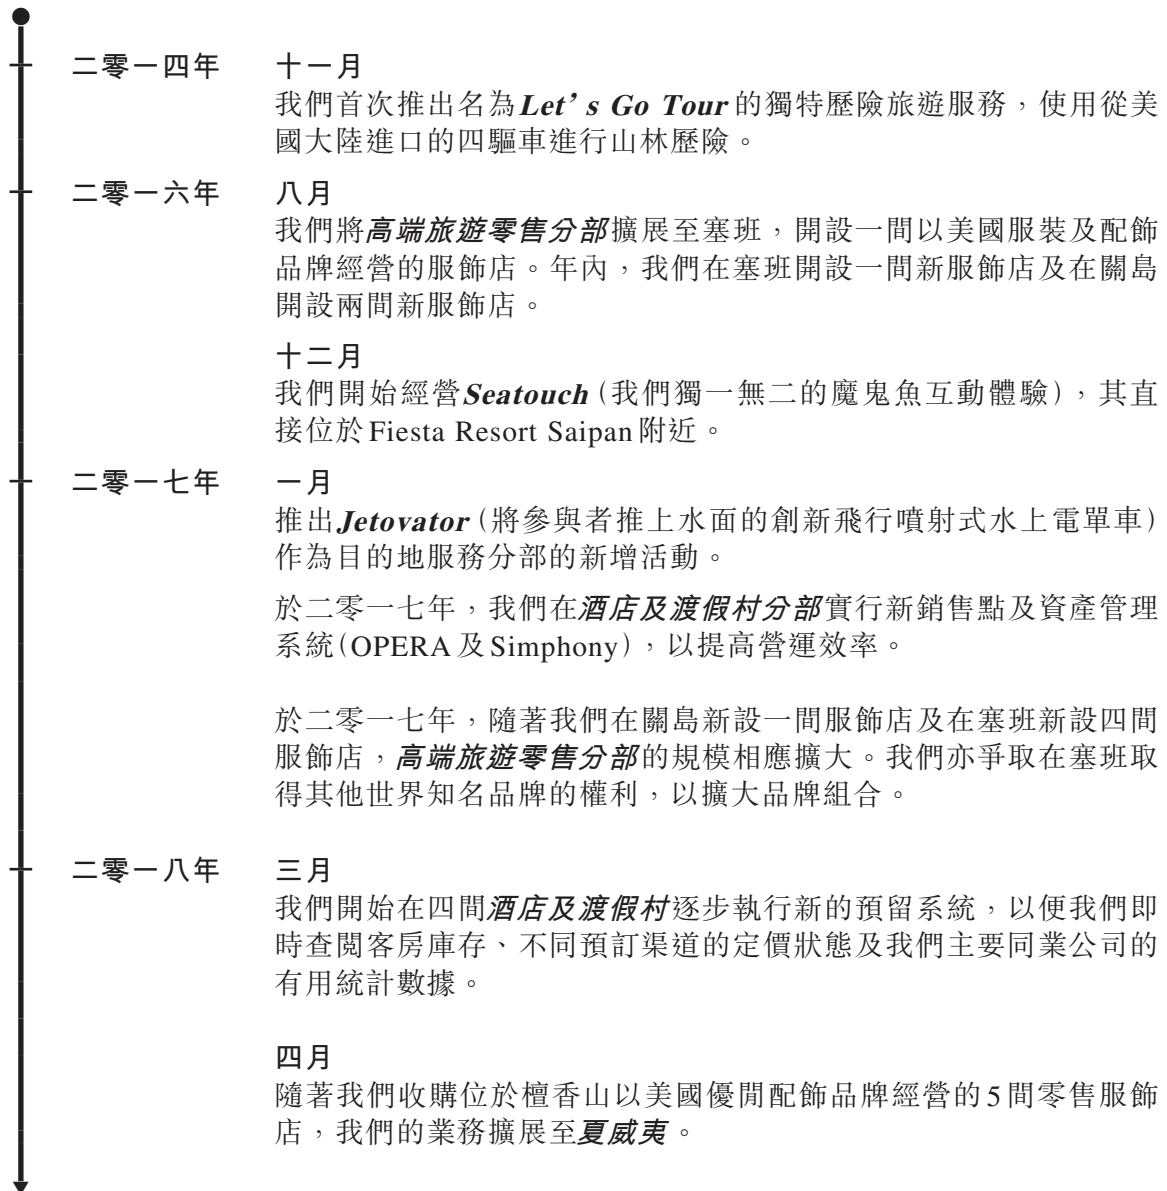 二零一四年 十一月
我們首次推出名為Let’s Go Tour的獨特歷險旅遊服務，使用從美
國大陸進口的四驅車進行山林歷險。
二零一六年 八月
我們將高端旅遊零售分部擴展至塞班，開設一間以美國服裝及配飾
品牌經營的服飾店。年內，我們在塞班開設一間新服飾店及在關島
開設兩間新服飾店。
十二月
我們開始經營Seatouch（我們獨一無二的魔鬼魚互動體驗），其直
接位於Fiesta Resort Saipan附近。
二零一七年 一月
推出Jetovator（將參與者推上水面的創新飛行噴射式水上電單車）
作為目的地服務分部的新增活動。
於二零一七年，我們在酒店及渡假村分部實行新銷售點及資產管理
系統（OPERA及Simphony），以提高營運效率。
於二零一七年，隨著我們在關島新設一間服飾店及在塞班新設四間
服飾店，高端旅遊零售分部的規模相應擴大。我們亦爭取在塞班取
得其他世界知名品牌的權利，以擴大品牌組合。
二零一八年 三月
我們開始在四間酒店及渡假村逐步執行新的預留系統，以便我們即
時查閱客房庫存、不同預訂渠道的定價狀態及我們主要同業公司的
有用統計數據。
四月
隨著我們收購位於檀香山以美國優閒配飾品牌經營的5間零售服飾
店，我們的業務擴展至夏威夷。